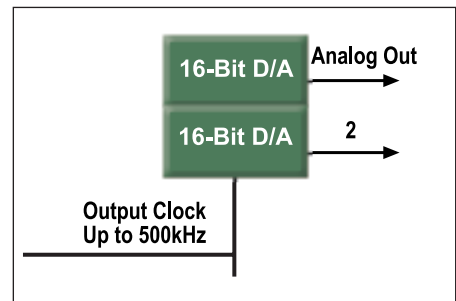 16-Bit D/A
Analog Out
16-Bit D/A
2
Output Clock
Up to 500kHz